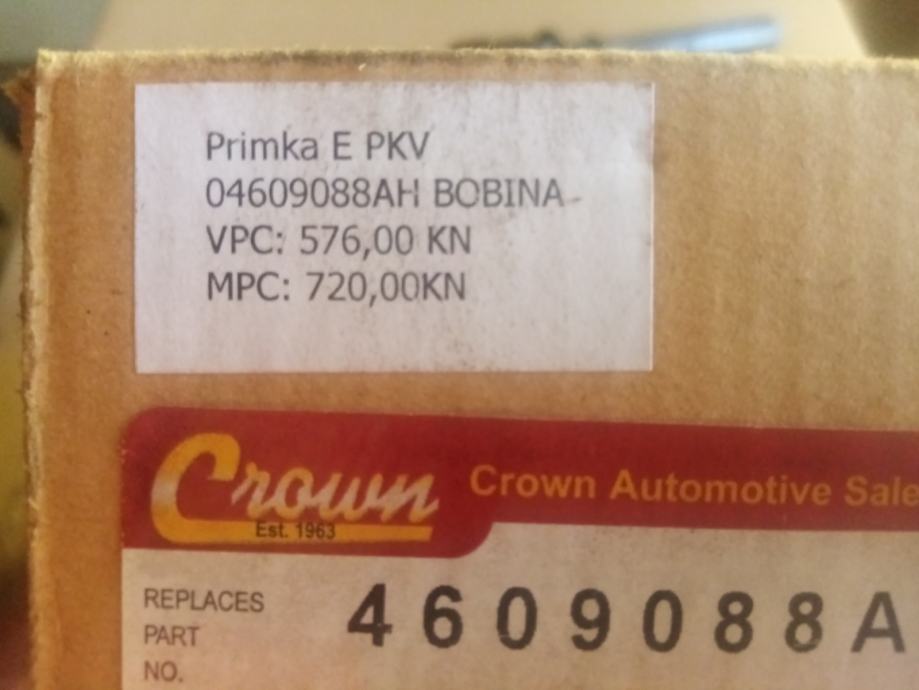 Primka E PKV
04609088AH BOBINA
VPC: 576,00 KN
MPC: 720,00KN
Crown
Est. 1963
Crown Automotive Sale
REPLACES
PART
NO.
4609088A